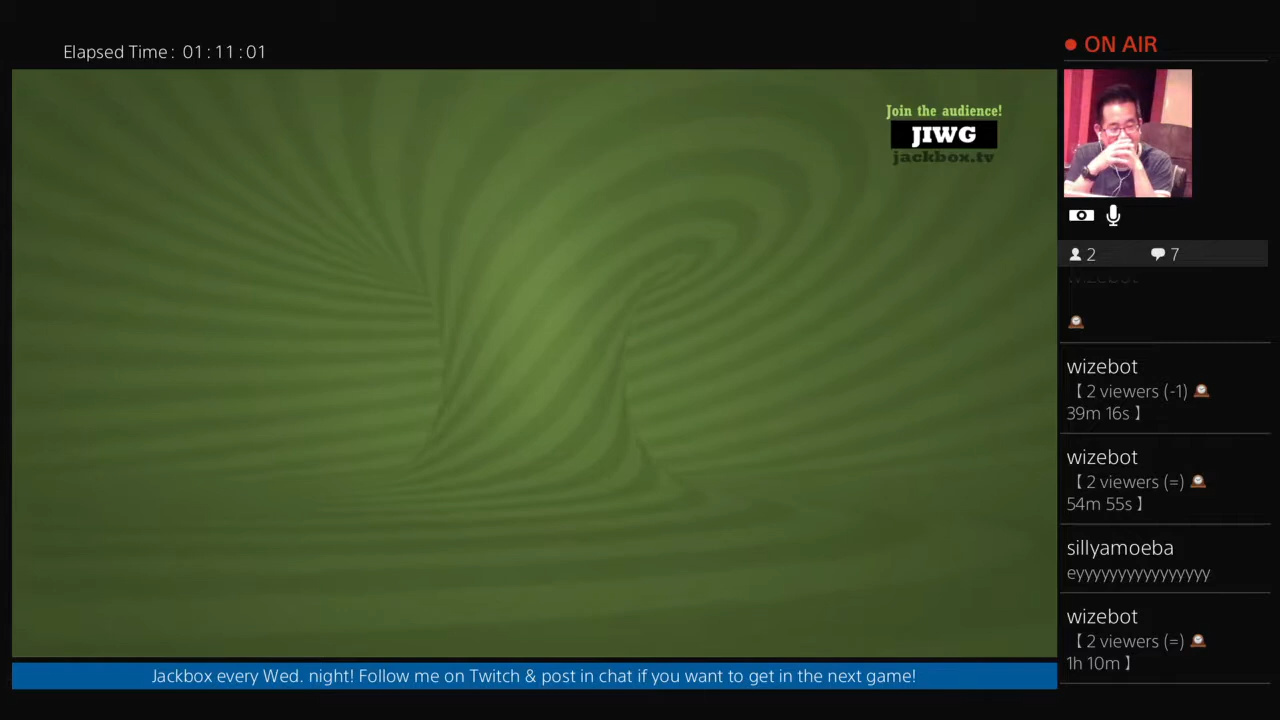 Elapsed Time: 01:11:01
ON AIR
Join the audience!
JIWG
jackbox.tv
2
7
wizebot
wizebot
【 2 viewers (-1)
39m 16s 】
wizebot
【 2 viewers (=)
54m 55s 】
sillyamoeba
eyyyyyyyyyyyyyyyy
wizebot
【 2 viewers (=)
1h 10m 】
Jackbox every Wed. night! Follow me on Twitch & post in chat if you want to get in the next game!